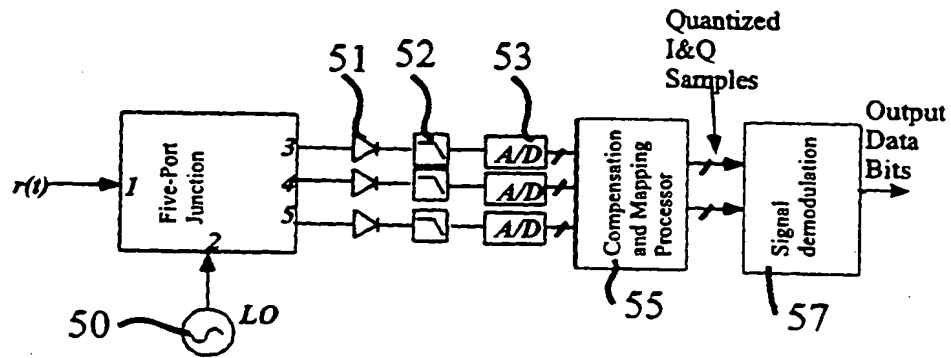 Quantized
I&Q
Samples
51
52
53
Output
Data
Bits
r(t)
1
Five-Port
Junction
3
4
5
2
A/D
A/D
A/D
Compensation
and Mapping
Processor
Signal
demodulation
50
LO
55
57